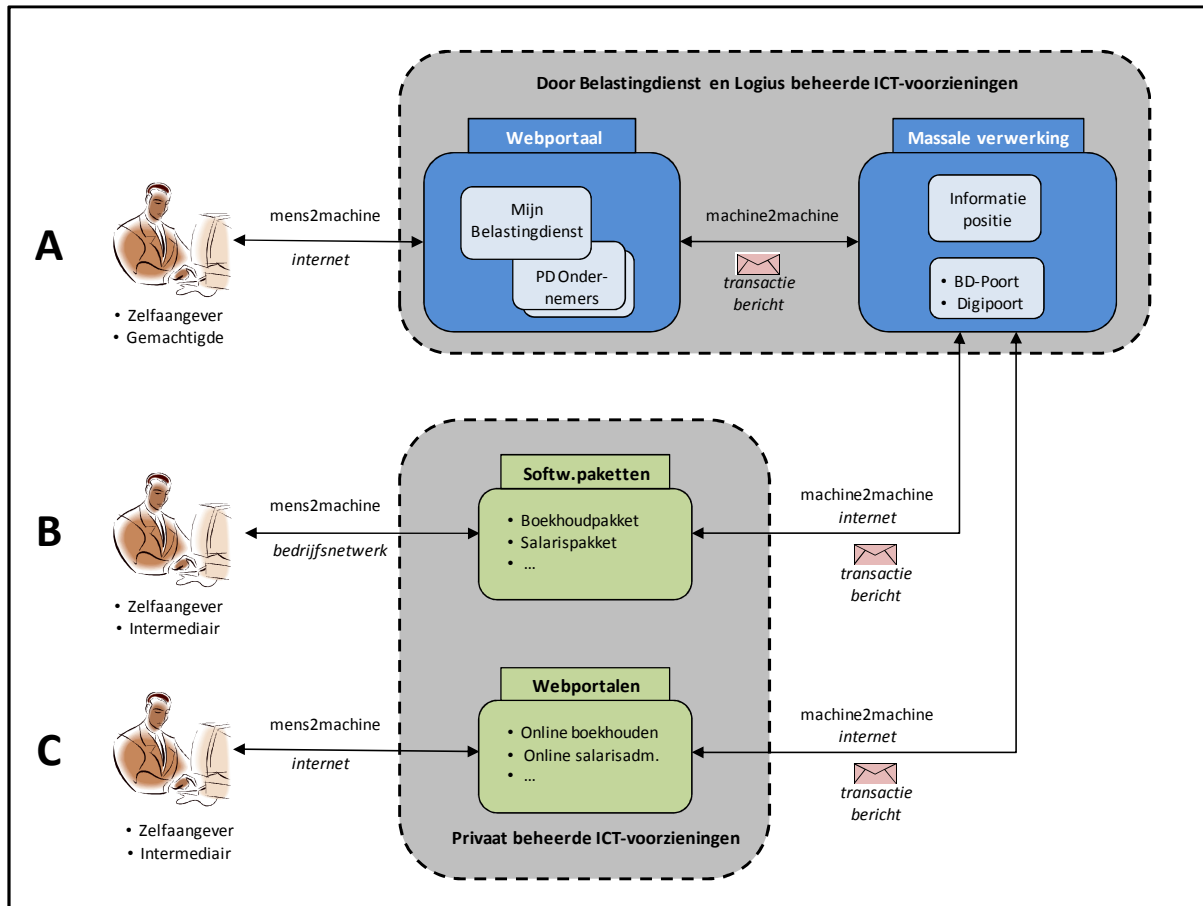 Door Belastingdienst en Logius beheerde ICT-voorzieningen
Webportaal
Massale verwerking
A
mens2machine
internet
• Zelfaangever
• Gemachtigde
Mijn
Belastingdienst
PD Onder-
nemers
machine2machine
transactie
bericht
Informatie
positie
• BD-Poort
• Digipoort
B
mens2machine
bedrijfsnetwerk
• Zelfaangever
• Intermediair
Softw.paketten
• Boekhoudpakket
• Salarispakket
• ...
machine2machine
internet
transactie
bericht
C
mens2machine
internet
• Zelfaangever
• Intermediair
Webportalen
• Online boekhouden
• Online salarisadm.
• ...
machine2machine
internet
transactie
bericht
Privaat beheerde ICT-voorzieningen